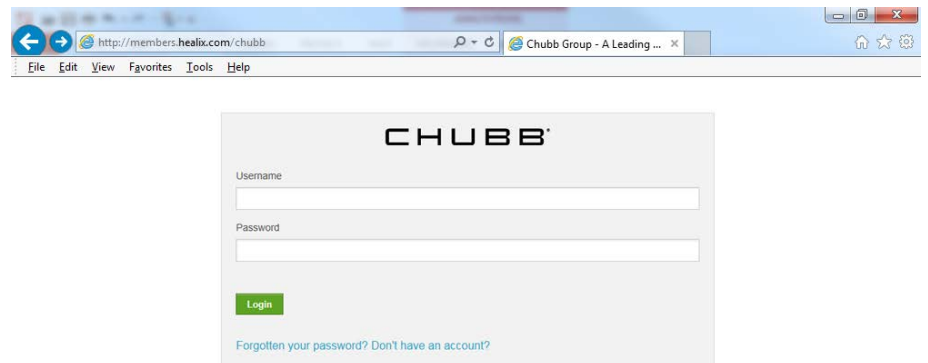 http://members.healix.com/chubb
Chubb Group - A Leading ...
File Edit View Favorites Tools Help
CHUBB
Username
Password
Login
Forgotten your password? Don't have an account?